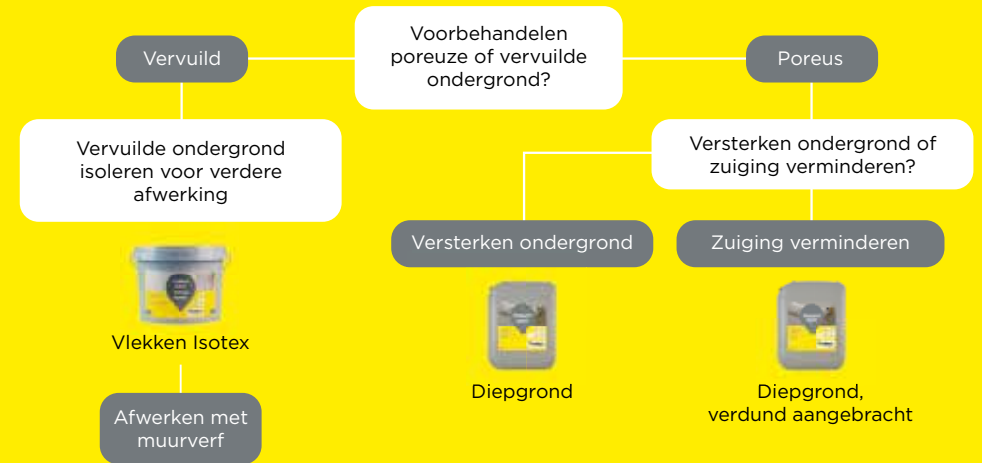 Voorbehandelen
poreuze of vervuilde
ondergrond?
Vervuild
Poreus
Vervuilde ondergrond
isoleren voor verdere
afwerking
Versterken ondergrond of
zuiging verminderen?
Versterken ondergrond
Zuiging verminderen
Vlekken Isotex
Diepgrond
Diepgrond,
verdund aangebracht
Afwerken met
muurverf